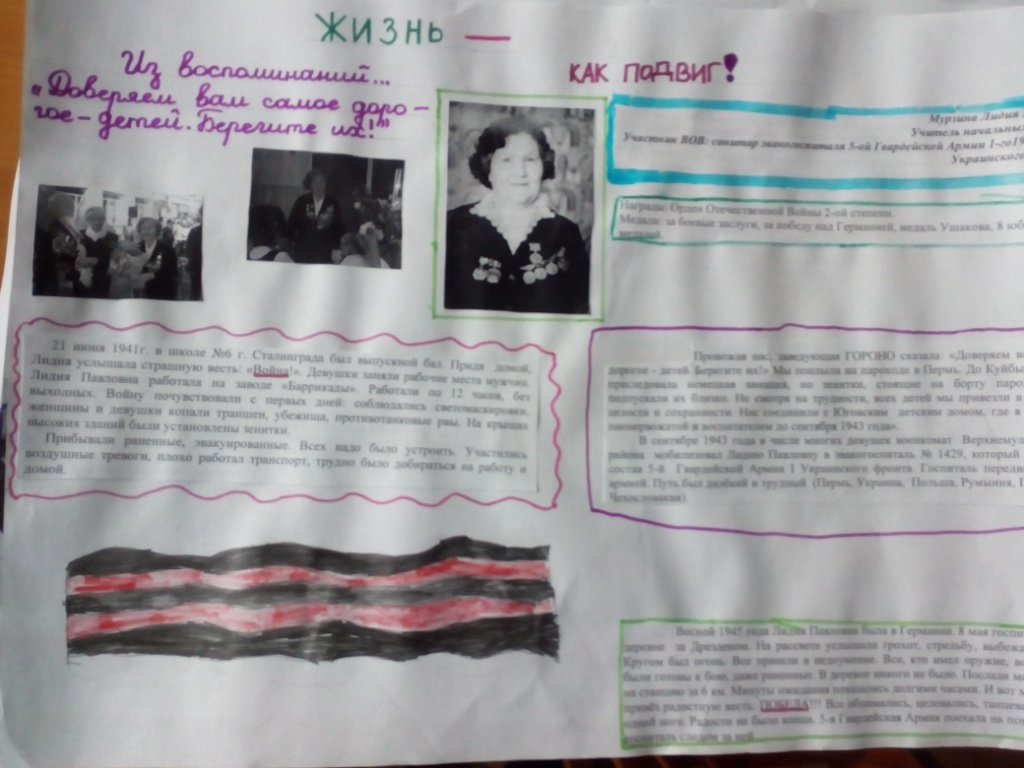 ЖИЗНЬ —
КАК ПОДВИГ!
Из воспоминаний...
"Доверяем вам самое доро-
гое - детей. Берегите их!"
Мурзина Лидия
Учитель начальных
Участник ВОВ: санитар эвакогоспиталя 5-ой Гвардейской Армии 1-го
Украинского
Награды: Орден Отечественной Войны 2-ой степени.
Медали: за боевые заслуги, за победу над Германией, медаль Ушакова, 8
медалей
21 июня 1941г. в школе №6 г. Сталинграда был выпускной бал. Придя домой,
Лидия услышала страшную весть: «Война!». Девушки заняли рабочие места мужчин.
Лидия Павловна работала на заводе «Баррикады». Работали по 12 часов, без
выходных. Войну почувствовали с первых дней: соблюдались светомаскировки,
женщины и девушки копали траншеи, убежища, противотанковые рвы. На крышах
высоких зданий были установлены зенитки.
Прибывали раненные, эвакуированные. Всех надо было устроить. Участились
воздушные тревоги, плохо работал транспорт, трудно было добираться на работу и
домой.
Провожая нас, заведующая ГОРОНО сказала: «Доверяем
дорогое - детей. Берегите их!» Мы поплыли на пароходе в Пермь. До
преследовала немецкая авиация, но зенитки, стоящие на борту
подпускали их близко. Не смотря на трудности, всех детей мы привезли в
целости и сохранности. Нас соединили с Юговским детским домом, где я
пионервожатой и воспитателем до сентября 1943 года».
В сентябре 1943 года в числе многих девушек военкомат
района мобилизовал Лидию Павловну в эвакогоспиталь № 1429, который
состав 5-й Гвардейской Армии I Украинского фронта. Госпиталь
армией. Путь был далёкий и трудный (Пермь, Украина, Польша, Румыния,
Чехословакия).
Весной 1945 года Лидия Павловна была в Германии. 8 мая
деревне за Дрезденом. На рассвете услышали грохот, стрельбу,
Кругом был огонь. Все пришли в недоумение. Все, кто имел оружие,
были готовы к бою, даже раненные. В деревне никого не было. Послали
на станцию за 6 км. Минуты ожидания показались долгими часами. И вот
привёз радостную весть: ПОБЕДА!!! Все обнимались, целовались,
одной ноге. Радости не было конца. 5-я Гвардейская Армия поехала на
госпиталь следом за ней